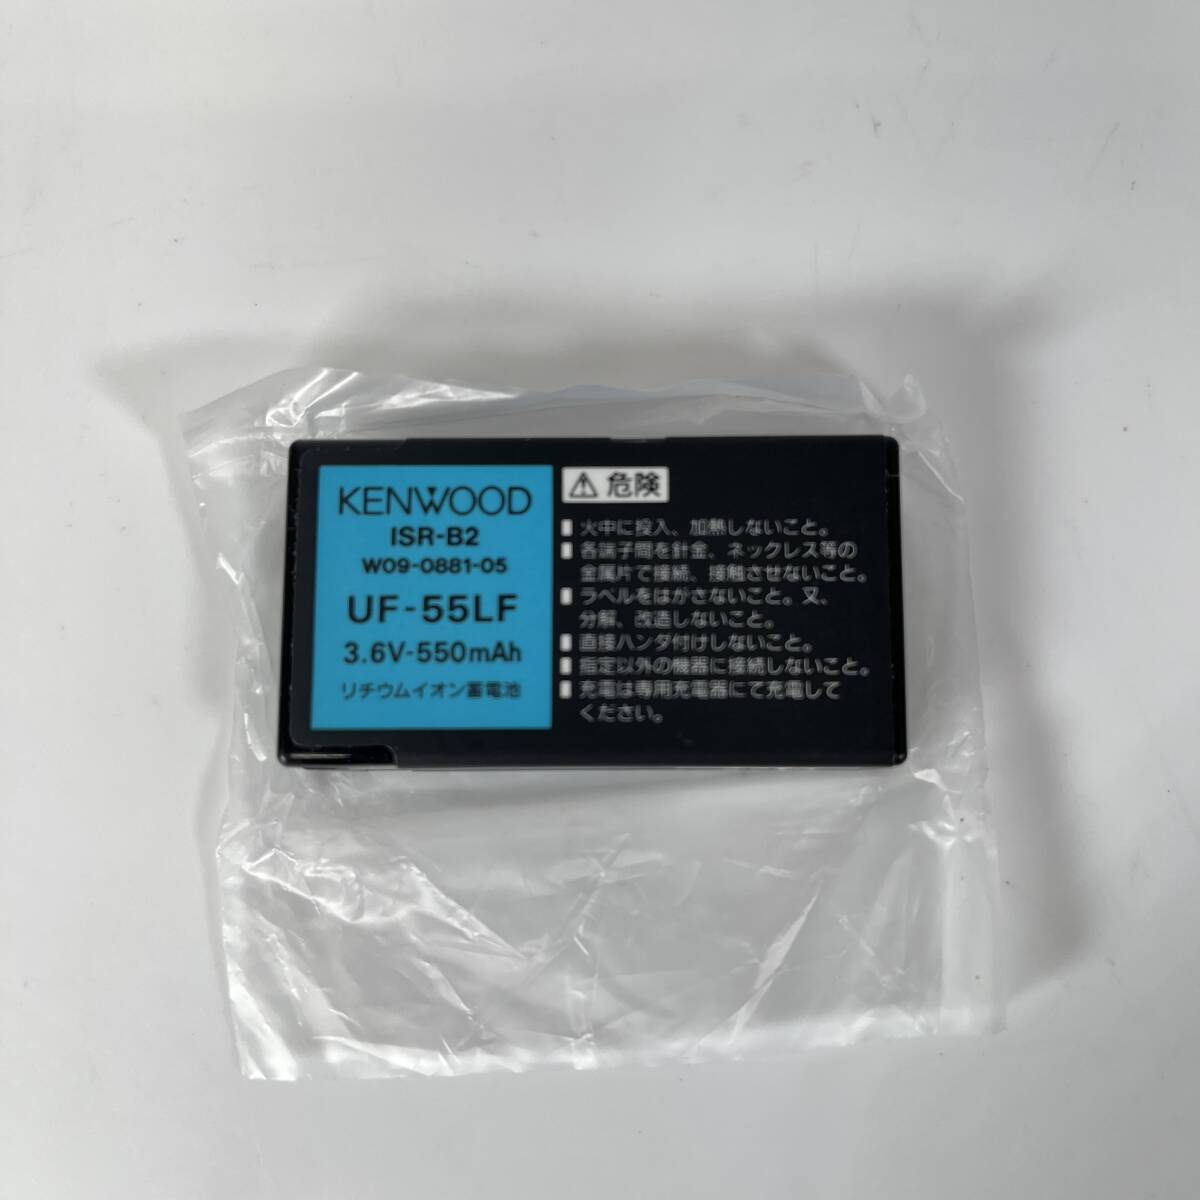 KENWOOD
ISR-B2
W09-0881-05
UF-55LF
3.6V-550mAh
リチウムイオン蓄電池
⚠危険
■火中に投入、加熱しないこと。
■各端子間を針金、ネックレス等の
金属片で接続、接触させないこと。
■ラベルをはがさないこと。又、
分解、改造しないこと。
■直接ハンダ付けしないこと。
■指定以外の機器に接続しないこと。
■充電は専用充電器にて充電して
ください。